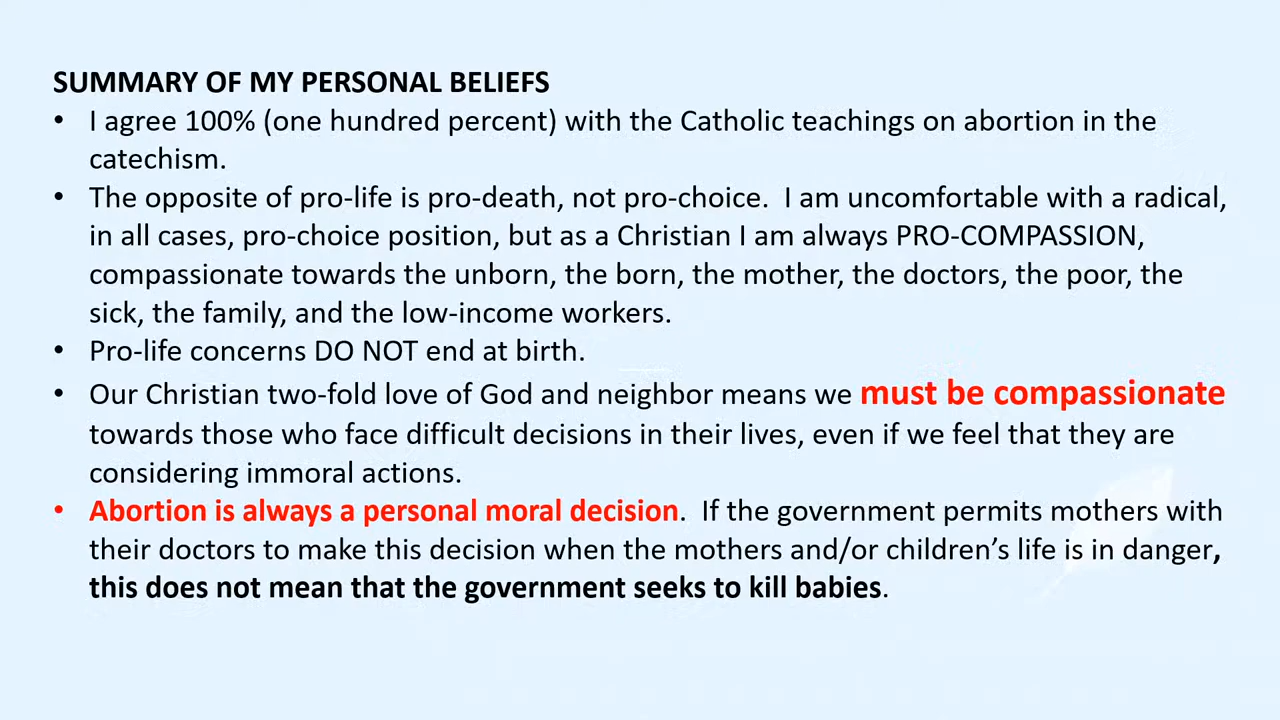 SUMMARY OF MY PERSONAL BELIEFS
• I agree 100% (one hundred percent) with the Catholic teachings on abortion in the
catechism.
• The opposite of pro-life is pro-death, not pro-choice.  I am uncomfortable with a radical,
in all cases, pro-choice position, but as a Christian I am always PRO-COMPASSION,
compassionate towards the unborn, the born, the mother, the doctors, the poor, the
sick, the family, and the low-income workers.
• Pro-life concerns DO NOT end at birth.
• Our Christian two-fold love of God and neighbor means we must be compassionate
towards those who face difficult decisions in their lives, even if we feel that they are
considering immoral actions.
• Abortion is always a personal moral decision.  If the government permits mothers with
their doctors to make this decision when the mothers and/or children’s life is in danger,
this does not mean that the government seeks to kill babies.